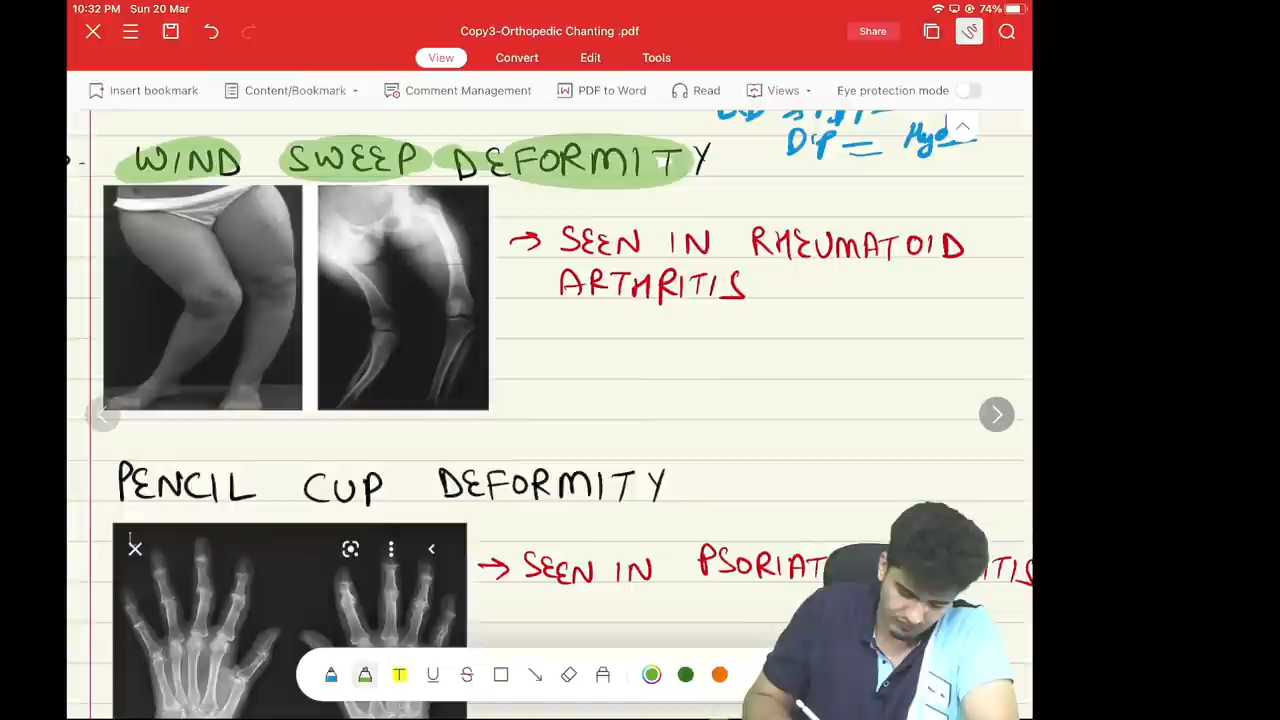 10:32 PM Sun 20 Mar 74%
Copy3-Orthopedic Chanting .pdf
Share
View Convert Edit Tools
Insert bookmark Content/Bookmark Comment Management PDF to Word Read Views Eye protection mode
DIP = Hy
WIND SWEEP DEFORMITY
→ SEEN IN RHEUMATOID
ARTHRITIS
PENCIL CUP DEFORMITY
→ SEEN IN PSORIAT